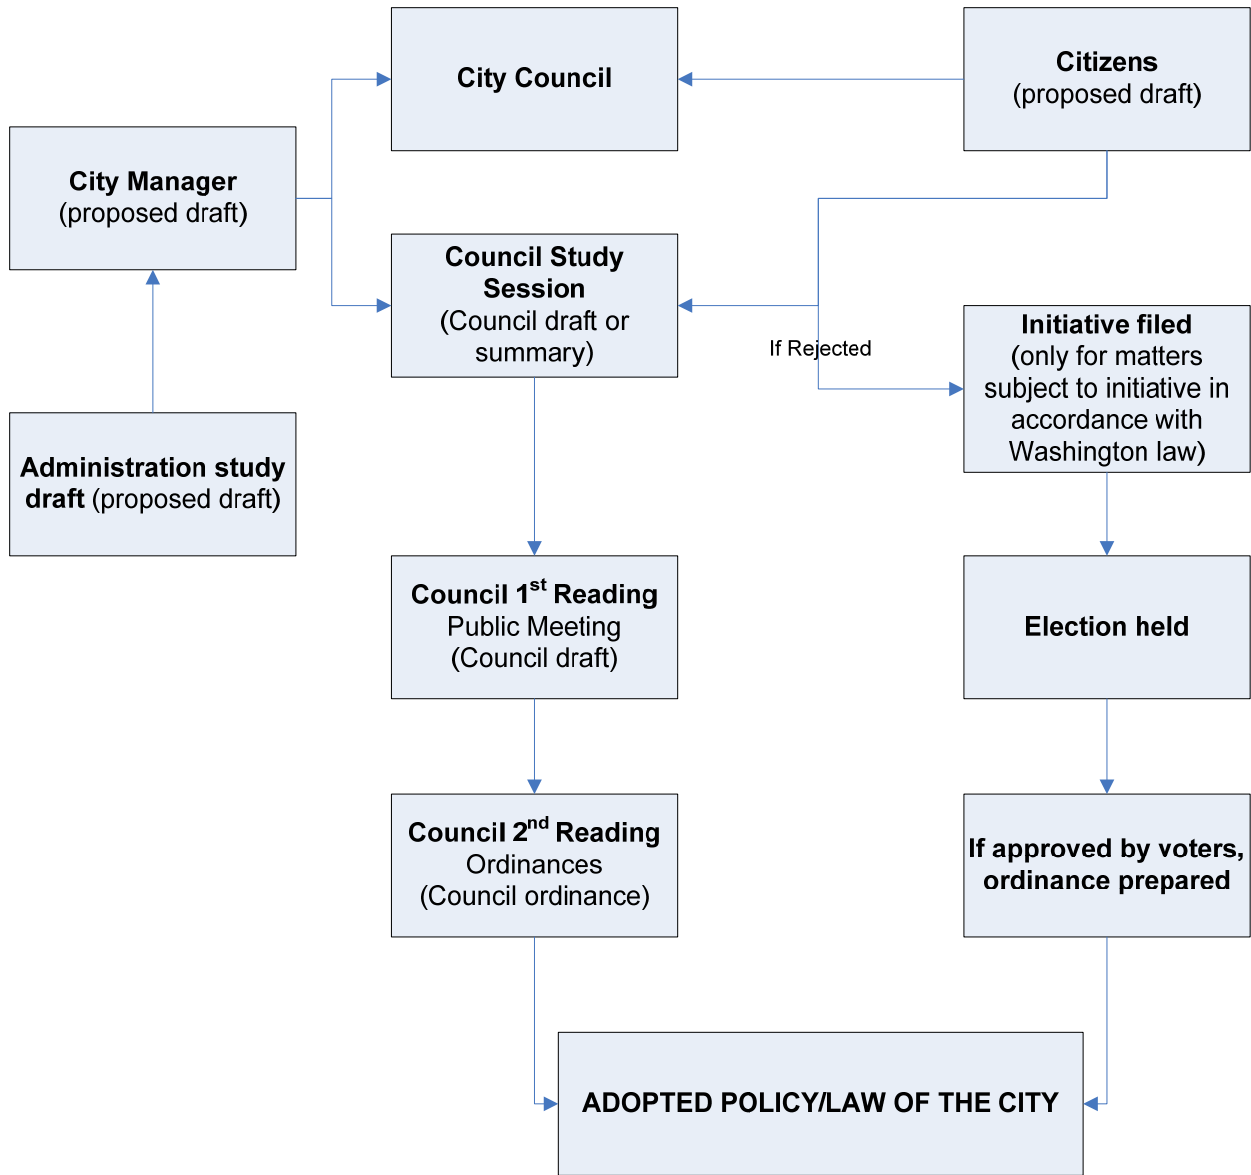 City Council
Citizens
(proposed draft)
City Manager
(proposed draft)
Council Study
Session
(Council draft or
summary)
If Rejected
Initiative filed
(only for matters
subject to initiative in
accordance with
Washington law)
Administration study
draft (proposed draft)
Council 1st Reading
Public Meeting
(Council draft)
Election held
Council 2nd Reading
Ordinances
(Council ordinance)
If approved by voters,
ordinance prepared
ADOPTED POLICY/LAW OF THE CITY